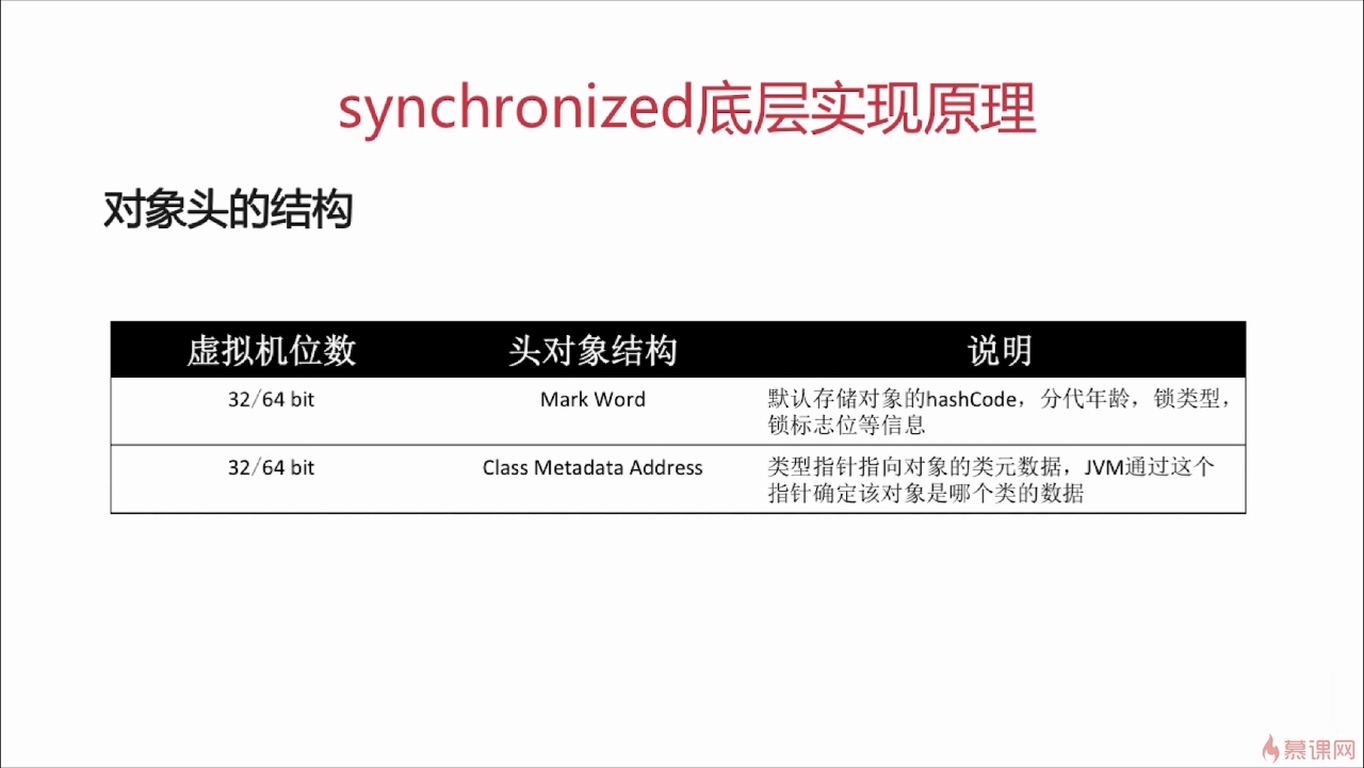 synchronized底层实现原理
对象头的结构
虚拟机位数 头对象结构 说明
32/64 bit Mark Word 默认存储对象的hashCode，分代年龄，锁类型，
锁标志位等信息
32/64 bit Class Metadata Address 类型指针指向对象的类元数据，JVM通过这个
指针确定该对象是哪个类的数据
慕课网